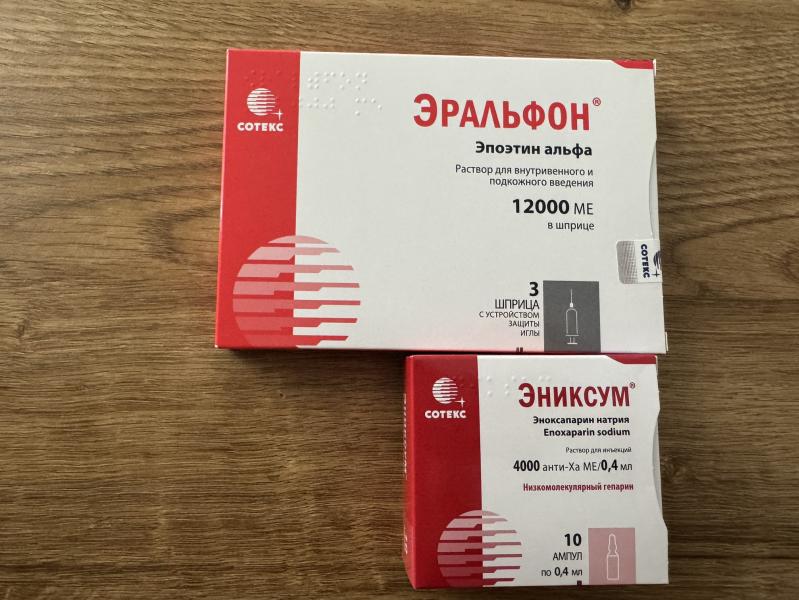 СОТЕКС
ЭРАЛЬФОН®
Эпоэтин альфа
Раствор для внутривенного и
подкожного введения
12000 МЕ
в шприце
СОТЕКС
3
ШПРИЦА
С УСТРОЙСТВОМ
ЗАЩИТЫ
ИГЛЫ
СОТЕКС
ЭНИКСУМ®
Эноксапарин натрия
Enoxaparin sodium
Раствор для инъекций
4000 анти-Ха МЕ/0,4 мл
Низкомолекулярный гепарин
10
АМПУЛ
по 0,4 мл
ЭНИКСУМ